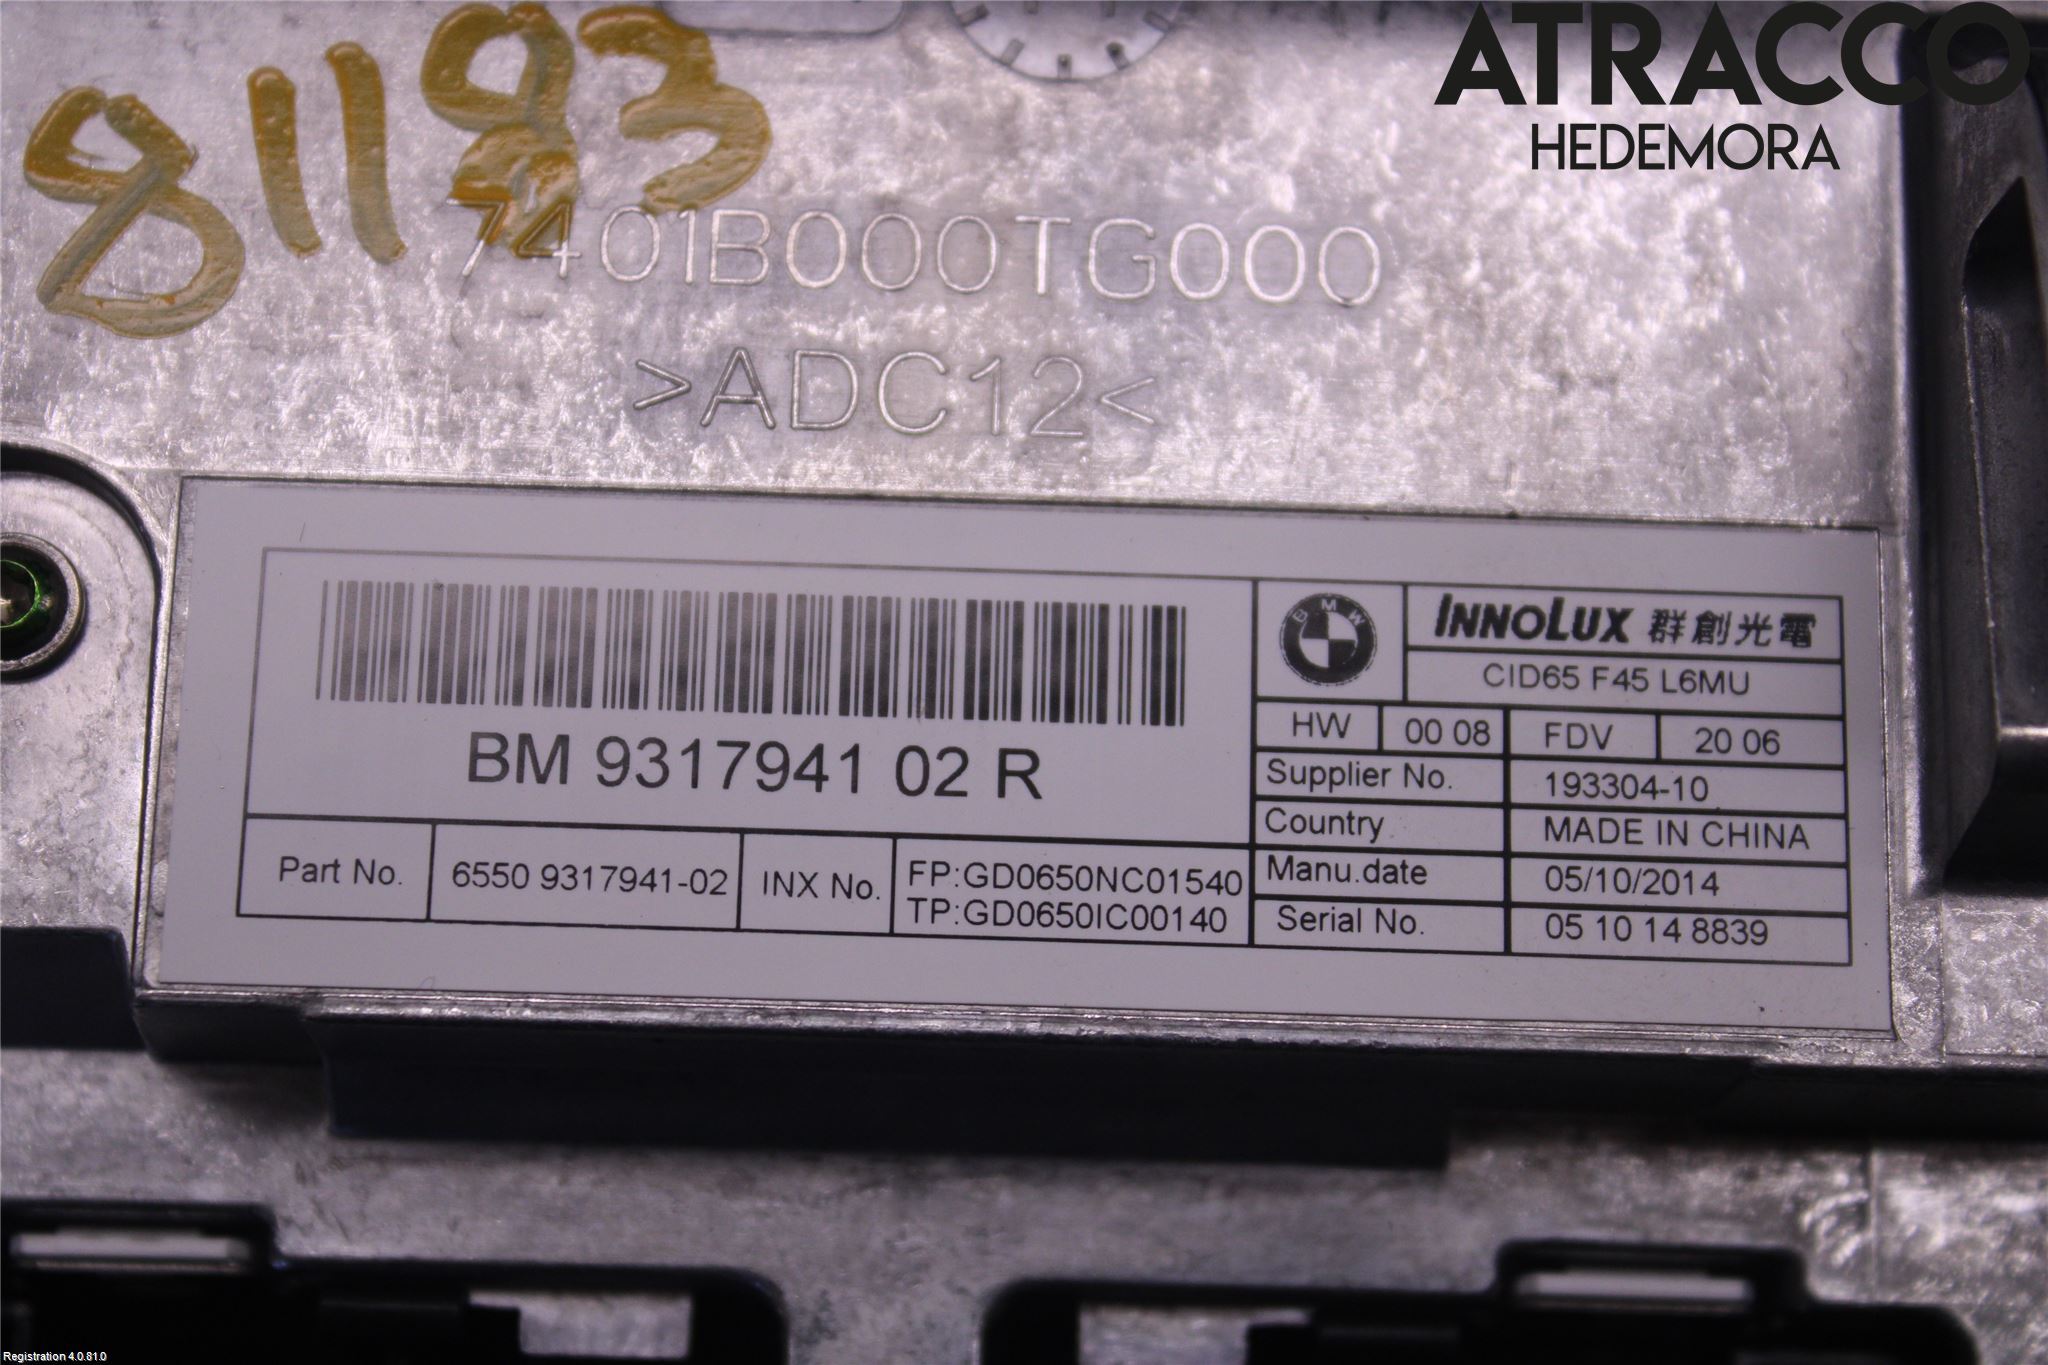 ATRACCO
HEDEMORA
81183
7401B000TG000
>ADC12<
BMW
INNOLUX 群創光電
CID65 F45 L6MU
HW 00 08 FDV 20 06
BM 9317941 02 R
Supplier No. 193304-10
Country MADE IN CHINA
Part No. 6550 9317941-02 INX No. FP:GD0650NC01540
TP:GD0650IC00140
Manu.date 05/10/2014
Serial No. 05 10 14 8839
Registration 4.0.81.0